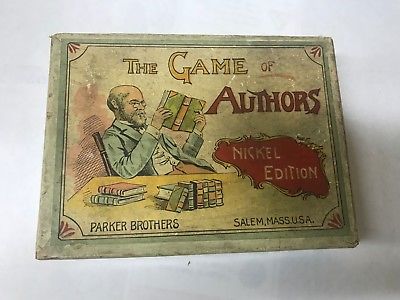 THE GAME OF
AUTHORS
NICKEL
EDITION
PARKER BROTHERS
SALEM, MASS. U.S.A.